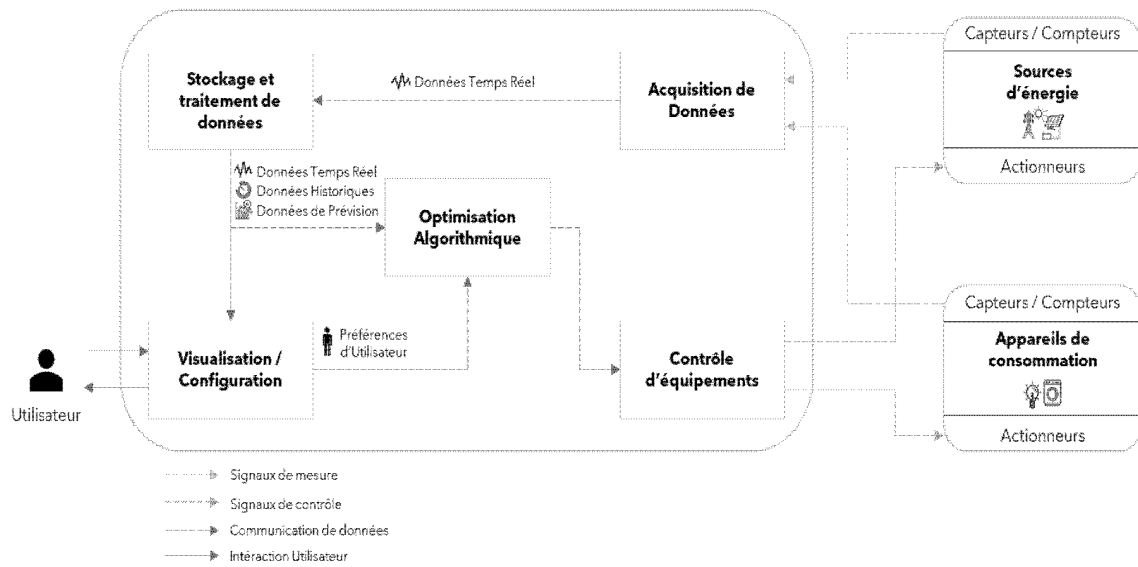 Stockage et
traitement de
données
Données Temps Réel
Acquisition de
Données
Capteurs / Compteurs
Sources
d'énergie
Actionneurs
Données Temps Réel
Données Historiques
Données de Prévision
Optimisation
Algorithmique
Capteurs / Compteurs
Appareils de
consommation
Actionneurs
Utilisateur
Visualisation /
Configuration
Préférences
d'Utilisateur
Contrôle
d'équipements
Signaux de mesure
Signaux de contrôle
Communication de données
Intéraction Utilisateur